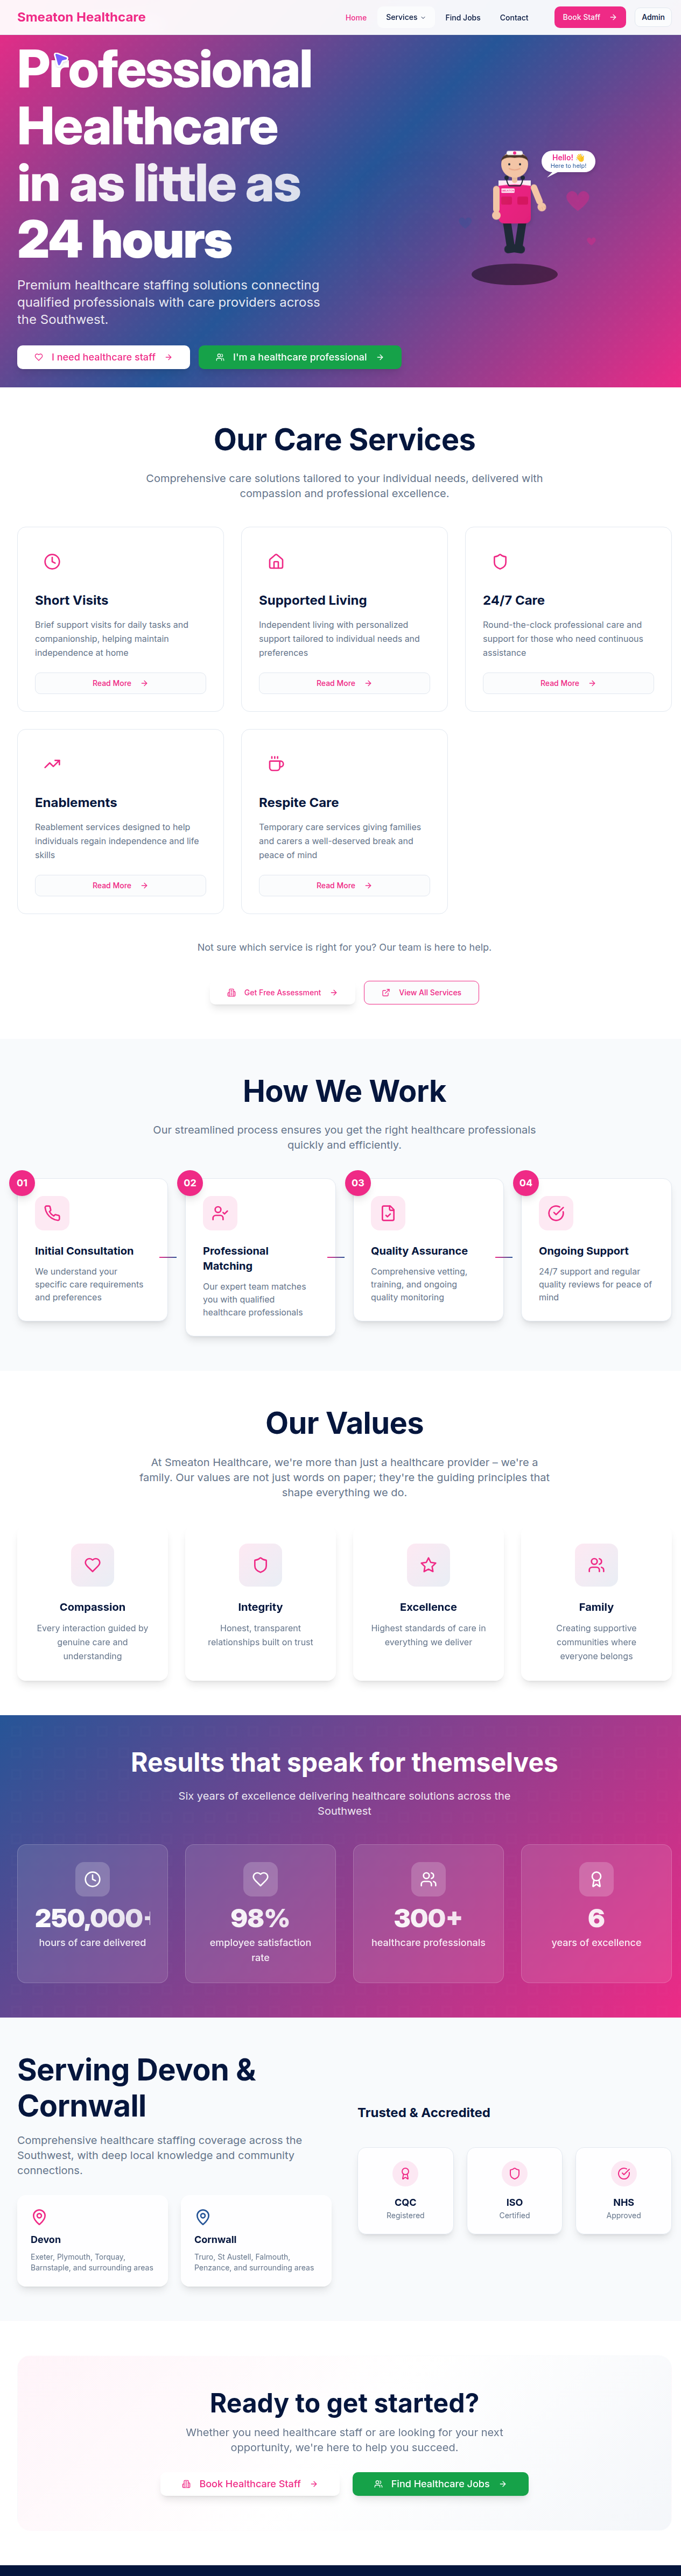 Smeaton Healthcare
Home
Services
Find Jobs
Contact
Book Staff
Admin
Professional
Healthcare
in as little as
24 hours
Hello! 👋
Here to help!
Premium healthcare staffing solutions connecting
qualified professionals with care providers across
the Southwest.
I need healthcare staff
I'm a healthcare professional
Our Care Services
Comprehensive care solutions tailored to your individual needs, delivered with
compassion and professional excellence.
Short Visits
Brief support visits for daily tasks and
companionship, helping maintain
independence at home
Read More
Supported Living
Independent living with personalized
support tailored to individual needs and
preferences
Read More
24/7 Care
Round-the-clock professional care and
support for those who need continuous
assistance
Read More
Enablements
Reablement services designed to help
individuals regain independence and life
skills
Read More
Respite Care
Temporary care services giving families
and carers a well-deserved break and
peace of mind
Read More
Not sure which service is right for you? Our team is here to help.
Get Free Assessment
View All Services
How We Work
Our streamlined process ensures you get the right healthcare professionals
quickly and efficiently.
01
Initial Consultation
We understand your
specific care requirements
and preferences
02
Professional
Matching
Our expert team matches
you with qualified
healthcare professionals
03
Quality Assurance
Comprehensive vetting,
training, and ongoing
quality monitoring
04
Ongoing Support
24/7 support and regular
quality reviews for peace of
mind
Our Values
At Smeaton Healthcare, we're more than just a healthcare provider – we're a
family. Our values are not just words on paper; they're the guiding principles that
shape everything we do.
Compassion
Every interaction guided by
genuine care and
understanding
Integrity
Honest, transparent
relationships built on trust
Excellence
Highest standards of care in
everything we deliver
Family
Creating supportive
communities where
everyone belongs
Results that speak for themselves
Six years of excellence delivering healthcare solutions across the
Southwest
250,000+
hours of care delivered
98%
employee satisfaction
rate
300+
healthcare professionals
6
years of excellence
Serving Devon &
Cornwall
Comprehensive healthcare staffing coverage across the
Southwest, with deep local knowledge and community
connections.
Devon
Exeter, Plymouth, Torquay,
Barnstaple, and surrounding areas
Cornwall
Truro, St Austell, Falmouth,
Penzance, and surrounding areas
Trusted & Accredited
CQC
Registered
ISO
Certified
NHS
Approved
Ready to get started?
Whether you need healthcare staff or are looking for your next
opportunity, we're here to help you succeed.
Book Healthcare Staff
Find Healthcare Jobs